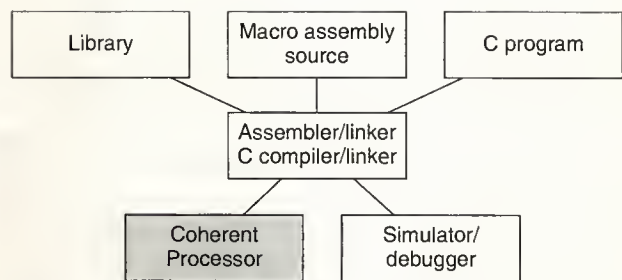 Library
Macro assembly
source
C program
Assembler/linker
C compiler/linker
Coherent
Processor
Simulator/
debugger